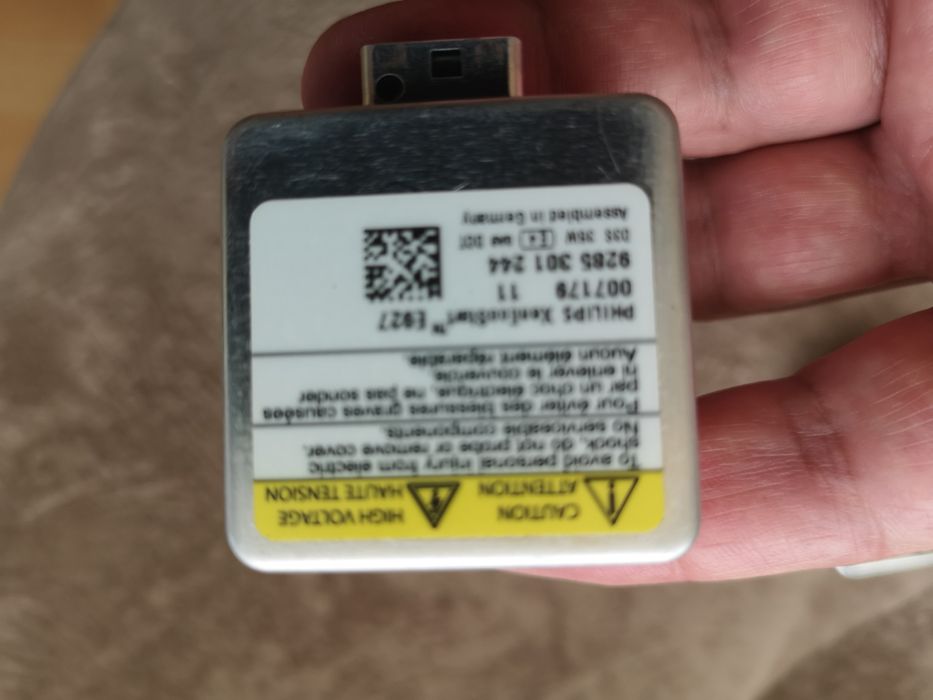 CAUTION
ATTENTION
HIGH VOLTAGE
HAUTE TENSION
To avoid personal injury from electric
shock, do not probe or remove cover.
No serviceable components.
Pour éviter des blessures graves causées
par un choc électrique, ne pas sonder
ni enlever le couvercle.
Aucun élément réparable.
PHILIPS XenEcoStart™ E927
007179 11
9285 301 244
D3S 35W DOT
Assembled in Germany